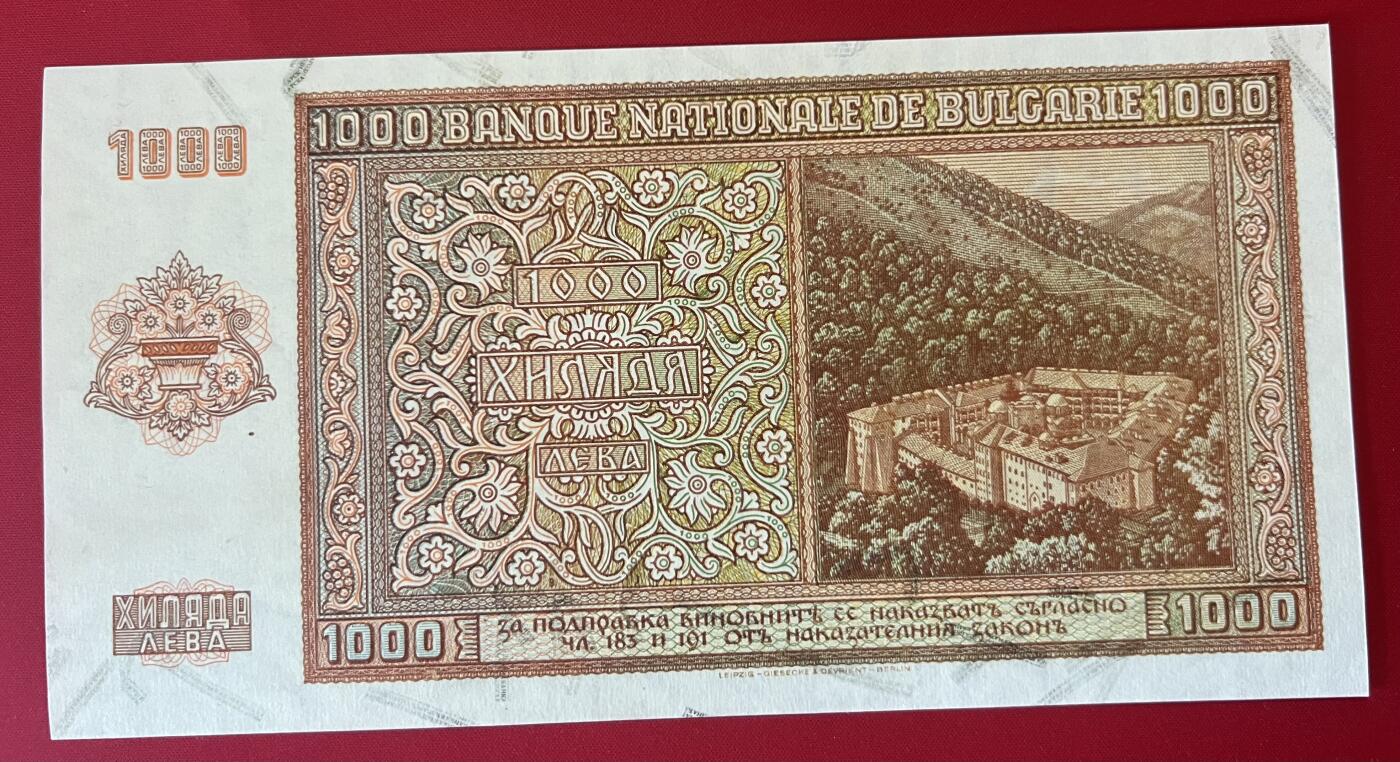 1000 BANQUE NATIONALE DE BULGARIE 1000
1000
1000
ХИЛЯДА
ЛЕВА
ХИЛЯДА
ЛЕВА
1000
ЗА ПОДПРАВКА ВИНОВНИТѢ СЕ НАКАЗВАТЪ СЪГЛАСНО
ЧЛ. 183 И 191 ОТЪ НАКАЗАТЕЛНИЯ ЗАКОНЪ
1000
LEIPZIG – GIESECKE & DEVRIENT – BERLIN